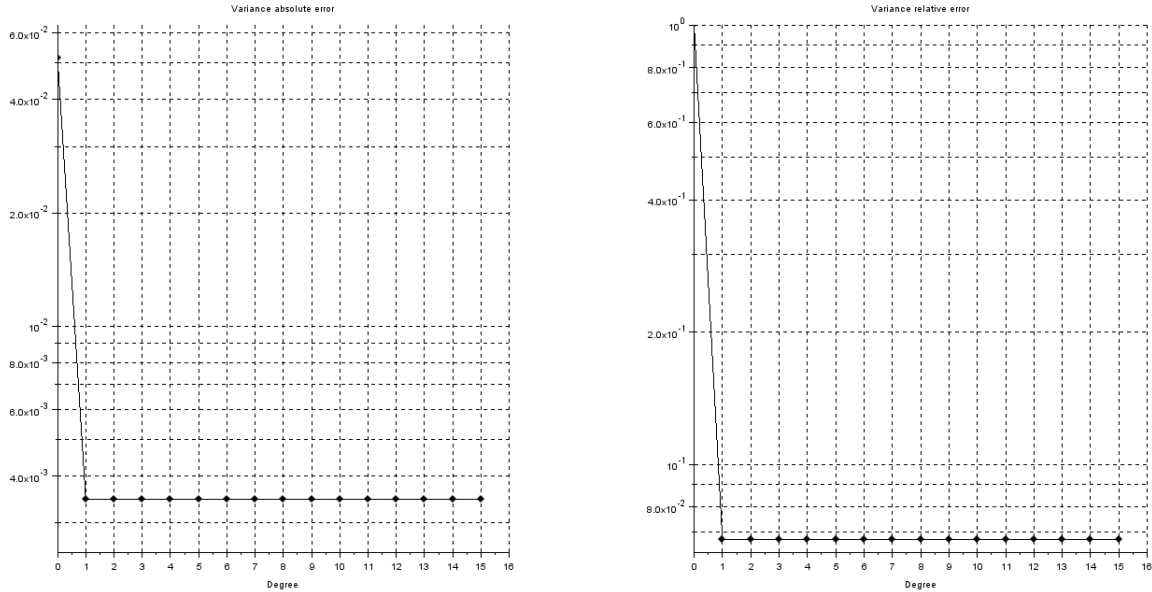 Variance absolute error
6.0x10^-2
4.0x10^-2
2.0x10^-2
10^-2
8.0x10^-3
6.0x10^-3
4.0x10^-3
0 1 2 3 4 5 6 7 8 9 10 11 12 13 14 15 16
Degree
Variance relative error
10^0
8.0x10^-1
6.0x10^-1
4.0x10^-1
2.0x10^-1
10^-1
8.0x10^-2
0 1 2 3 4 5 6 7 8 9 10 11 12 13 14 15 16
Degree